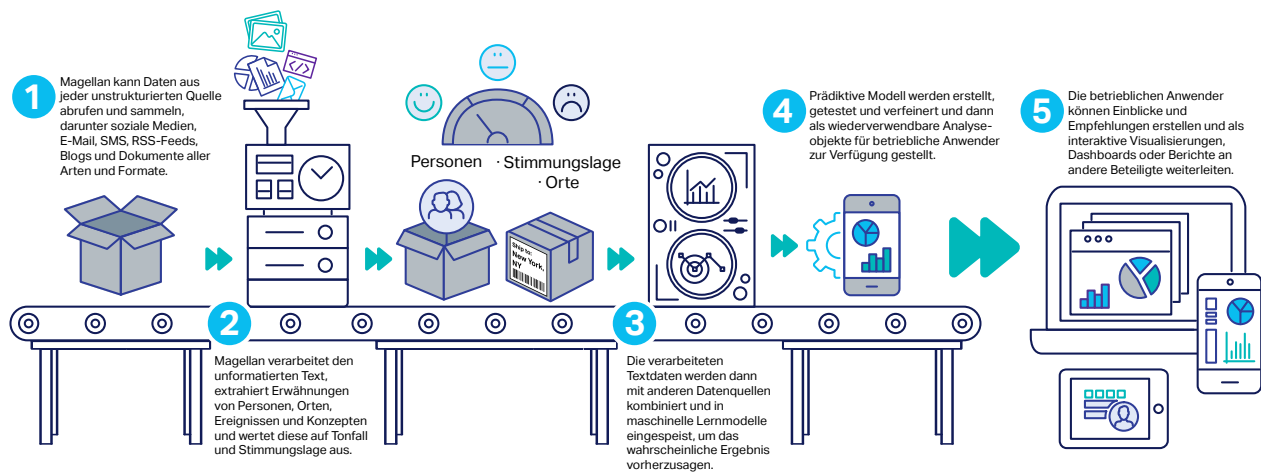 1
Magellan kann Daten aus
jeder unstrukturierten Quelle
abrufen und sammeln,
darunter soziale Medien,
E-Mail, SMS, RSS-Feeds,
Blogs und Dokumente aller
Arten und Formate.
</>
Personen · Stimmungslage
· Orte
Ship to:
New York,
NY
2
Magellan verarbeitet den
unformatierten Text,
extrahiert Erwähnungen
von Personen, Orten,
Ereignissen und Konzepten
und wertet diese auf Tonfall
und Stimmungslage aus.
3
Die verarbeiteten
Textdaten werden dann
mit anderen Datenquellen
kombiniert und in
maschinelle Lernmodelle
eingespeist, um das
wahrscheinliche Ergebnis
vorherzusagen.
4
Prädiktive Modell werden erstellt,
getestet und verfeinert und dann
als wiederverwendbare Analyse-
objekte für betriebliche Anwender
zur Verfügung gestellt.
5
Die betrieblichen Anwender
können Einblicke und
Empfehlungen erstellen und als
interaktive Visualisierungen,
Dashboards oder Berichte an
andere Beteiligte weiterleiten.